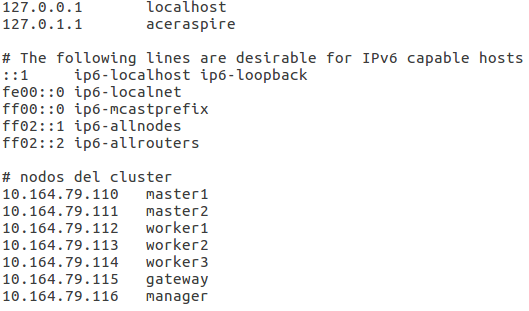 127.0.0.1       localhost
127.0.1.1       aceraspire

# The following lines are desirable for IPv6 capable hosts
::1     ip6-localhost ip6-loopback
fe00::0 ip6-localnet
ff00::0 ip6-mcastprefix
ff02::1 ip6-allnodes
ff02::2 ip6-allrouters

# nodos del cluster
10.164.79.110   master1
10.164.79.111   master2
10.164.79.112   worker1
10.164.79.113   worker2
10.164.79.114   worker3
10.164.79.115   gateway
10.164.79.116   manager